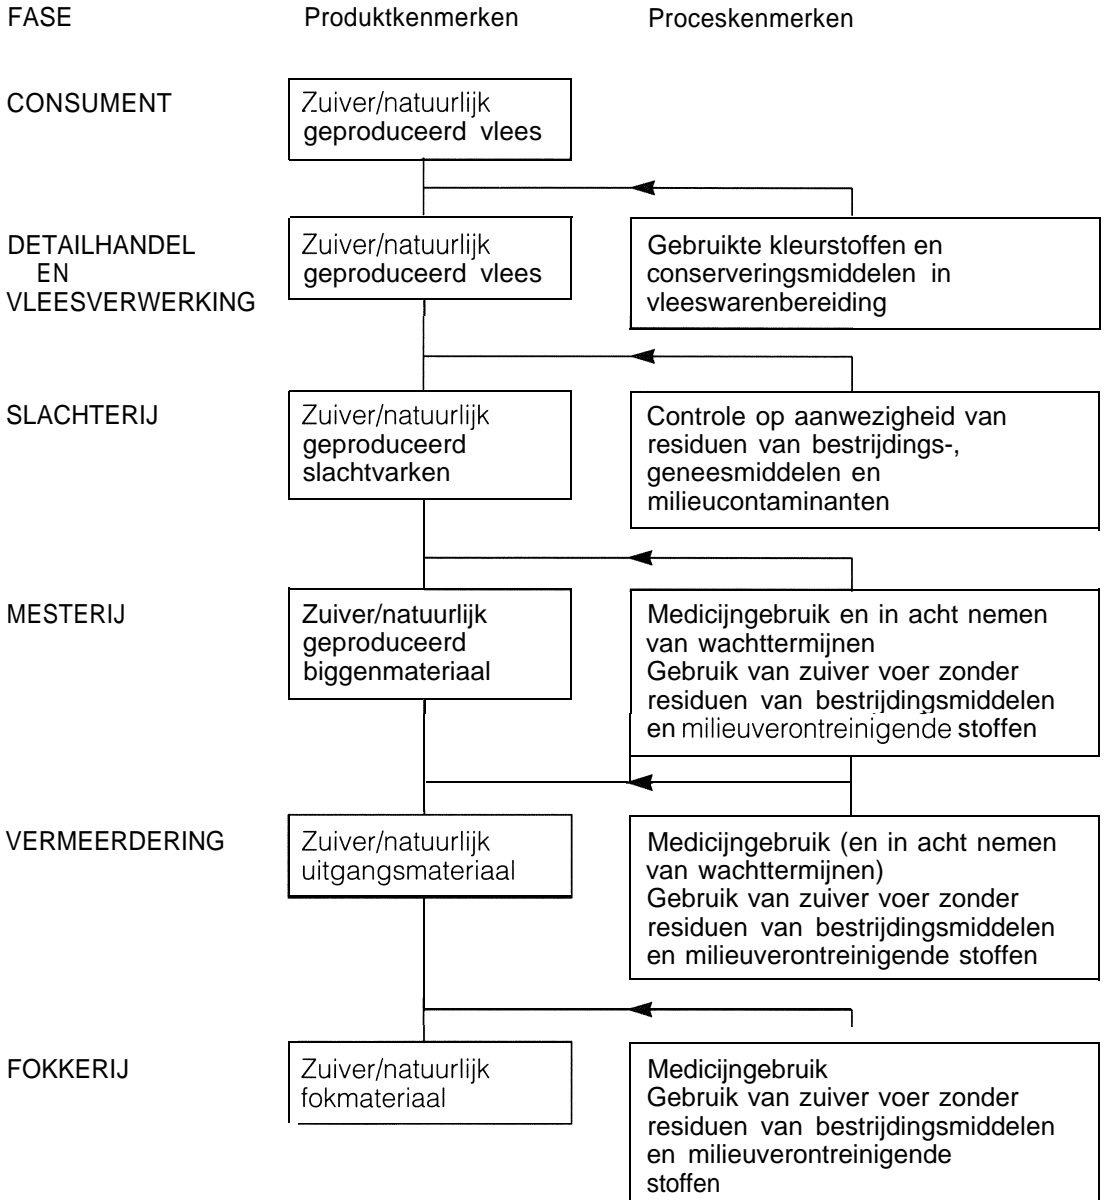 FASE
Produktkenmerken
Proceskenmerken
CONSUMENT
Zuiver/natuurlijk
geproduceerd vlees
DETAILHANDEL
EN
VLEESVERWERKING
Zuiver/natuurlijk
geproduceerd vlees
Gebruikte kleurstoffen en
conserveringsmiddelen in
vleeswarenbereiding
SLACHTERIJ
Zuiver/natuurlijk
geproduceerd
slachtvarken
Controle op aanwezigheid van
residuen van bestrijdings-,
geneesmiddelen en
milieucontaminanten
MESTERIJ
Zuiver/natuurlijk
geproduceerd
biggenmateriaal
Medicijngebruik en in acht nemen
van wachttermijnen
Gebruik van zuiver voer zonder
residuen van bestrijdingsmiddelen
en milieuverontreinigende stoffen
VERMEERDERING
Zuiver/natuurlijk
uitgangsmateriaal
Medicijngebruik (en in acht nemen
van wachttermijnen)
Gebruik van zuiver voer zonder
residuen van bestrijdingsmiddelen
en milieuverontreinigende stoffen
FOKKERIJ
Zuiver/natuurlijk
fokmateriaal
Medicijngebruik
Gebruik van zuiver voer zonder
residuen van bestrijdingsmiddelen
en milieuverontreinigende
stoffen